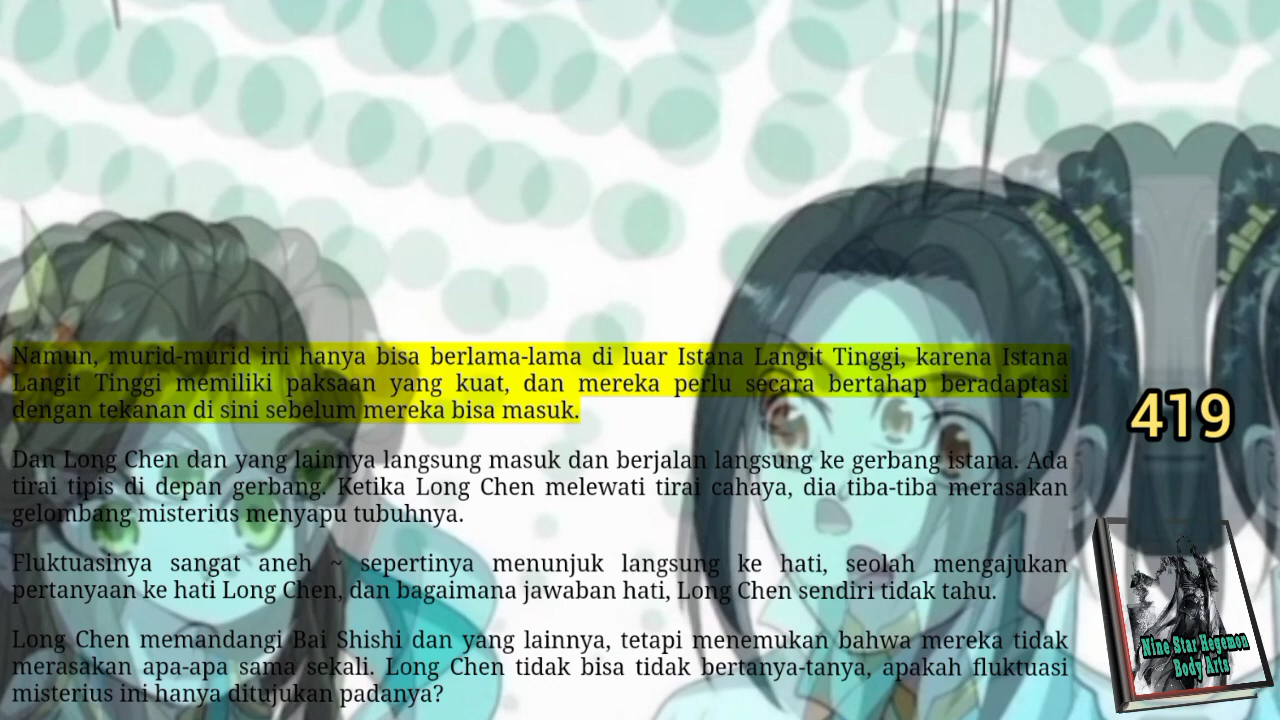 Namun, murid-murid ini hanya bisa berlama-lama di luar Istana Langit Tinggi, karena Istana
Langit Tinggi memiliki paksaan yang kuat, dan mereka perlu secara bertahap beradaptasi
dengan tekanan di sini sebelum mereka bisa masuk.
Dan Long Chen dan yang lainnya langsung masuk dan berjalan langsung ke gerbang istana. Ada
tirai tipis di depan gerbang. Ketika Long Chen melewati tirai cahaya, dia tiba-tiba merasakan
gelombang misterius menyapu tubuhnya.
Fluktuasinya sangat aneh ~ sepertinya menunjuk langsung ke hati, seolah mengajukan
pertanyaan ke hati Long Chen, dan bagaimana jawaban hati, Long Chen sendiri tidak tahu.
Long Chen memandangi Bai Shishi dan yang lainnya, tetapi menemukan bahwa mereka tidak
merasakan apa-apa sama sekali. Long Chen tidak bisa tidak bertanya-tanya, apakah fluktuasi
misterius ini hanya ditujukan padanya?
419
Nine Star Hegemon
Body Arts